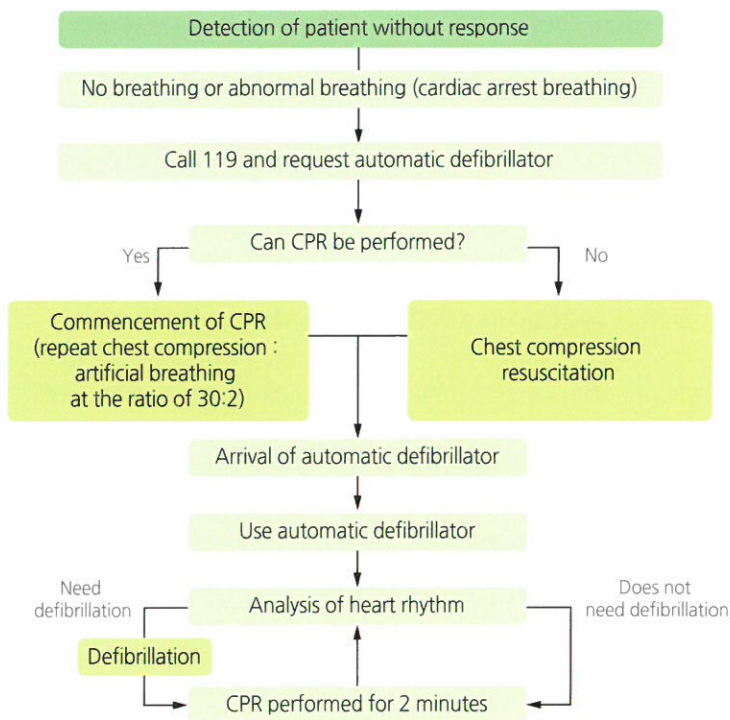 Detection of patient without response
No breathing or abnormal breathing (cardiac arrest breathing)
Call 119 and request automatic defibrillator
Can CPR be performed?
Yes
No
Commencement of CPR
(repeat chest compression :
artificial breathing
at the ratio of 30:2)
Chest compression
resuscitation
Arrival of automatic defibrillator
Use automatic defibrillator
Need
defibrillation
Analysis of heart rhythm
Does not
need defibrillation
Defibrillation
CPR performed for 2 minutes